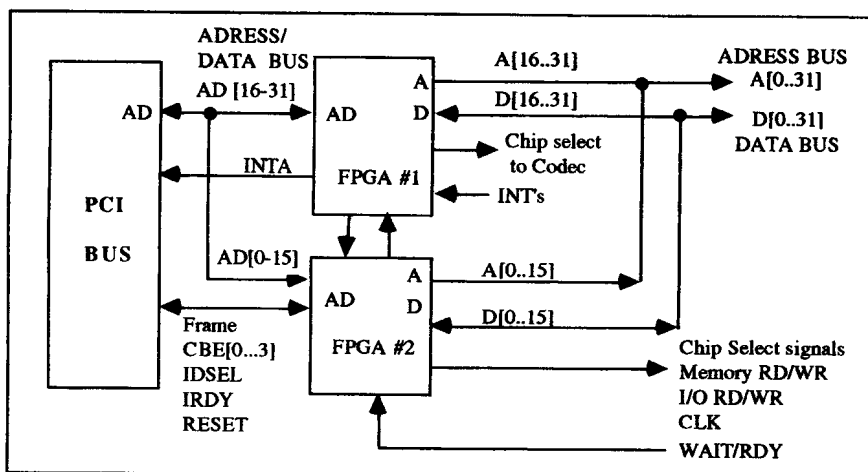 ADRESS/
DATA BUS
AD [16-31]
A[16..31]
ADRESS BUS
A[0..31]
AD
AD
A
D
D[16..31]
D[0..31]
DATA BUS
Chip select
to Codec
INTA
FPGA #1
INT's
PCI
BUS
AD[0-15]
A[0..15]
AD
A
D
D[0..15]
Frame
CBE[0...3]
IDSEL
IRDY
RESET
FPGA #2
Chip Select signals
Memory RD/WR
I/O RD/WR
CLK
WAIT/RDY